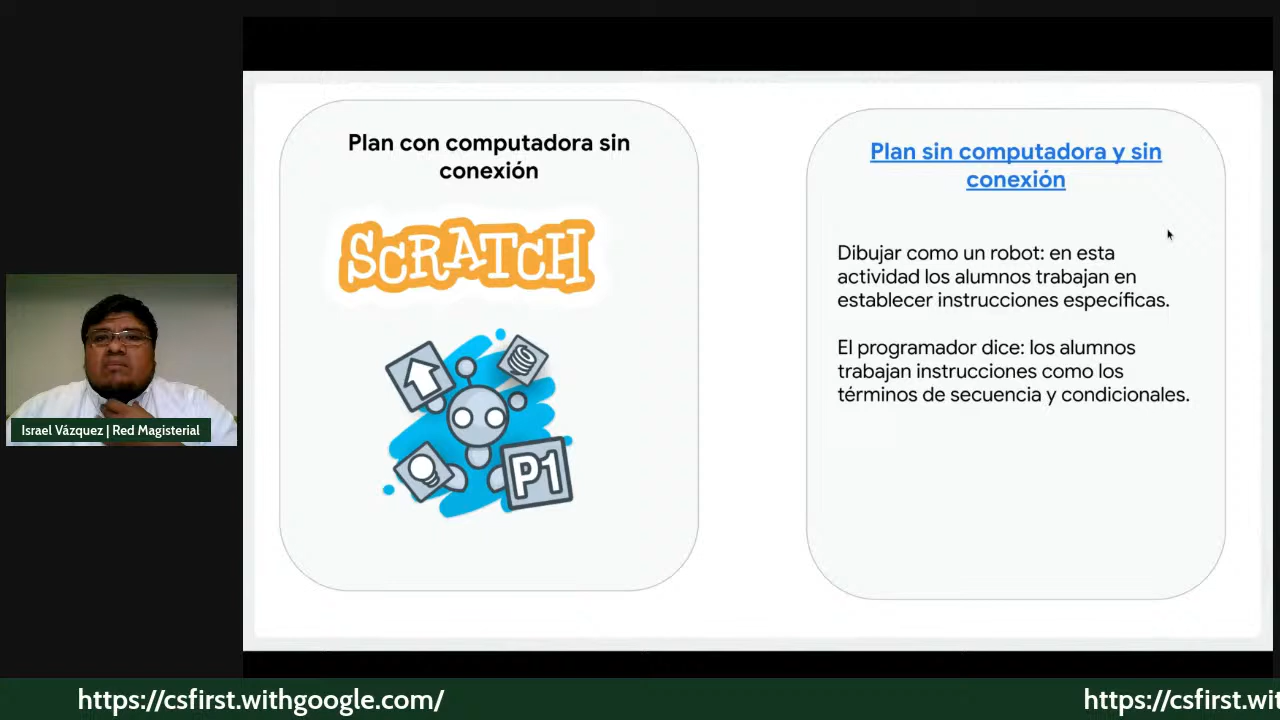 Plan con computadora sin
conexión
SCRATCH
P1
Plan sin computadora y sin
conexión
Dibujar como un robot: en esta
actividad los alumnos trabajan en
establecer instrucciones específicas.
El programador dice: los alumnos
trabajan instrucciones como los
términos de secuencia y condicionales.
Israel Vázquez | Red Magisterial
https://csfirst.withgoogle.com/
https://csfirst.wit